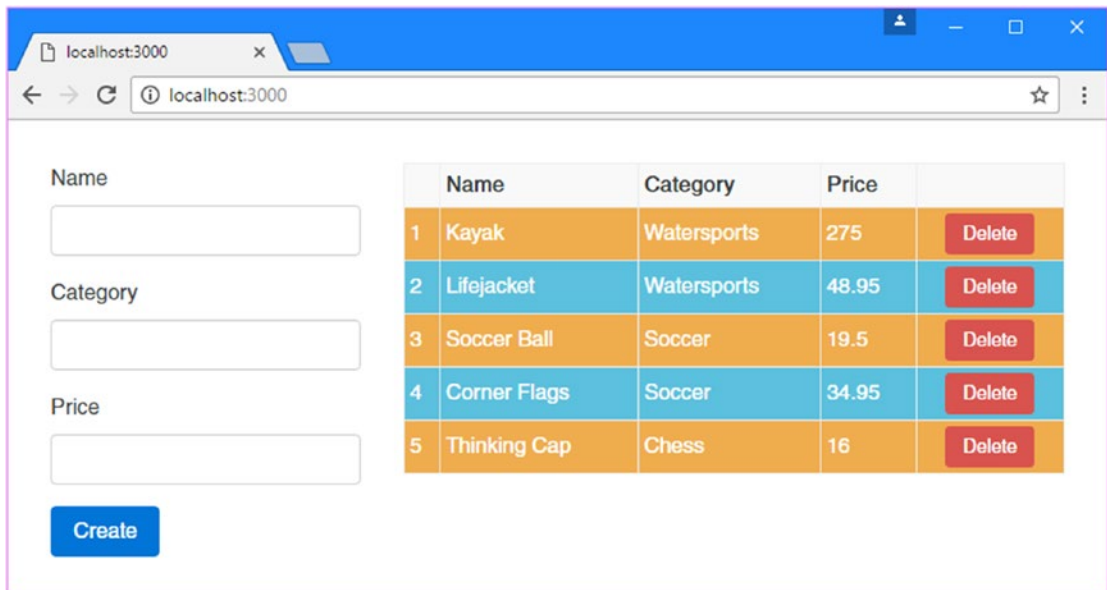 localhost:3000
localhost:3000
Name
Category
Price
Create
Name Category Price
1 Kayak Watersports 275 Delete
2 Lifejacket Watersports 48.95 Delete
3 Soccer Ball Soccer 19.5 Delete
4 Corner Flags Soccer 34.95 Delete
5 Thinking Cap Chess 16 Delete